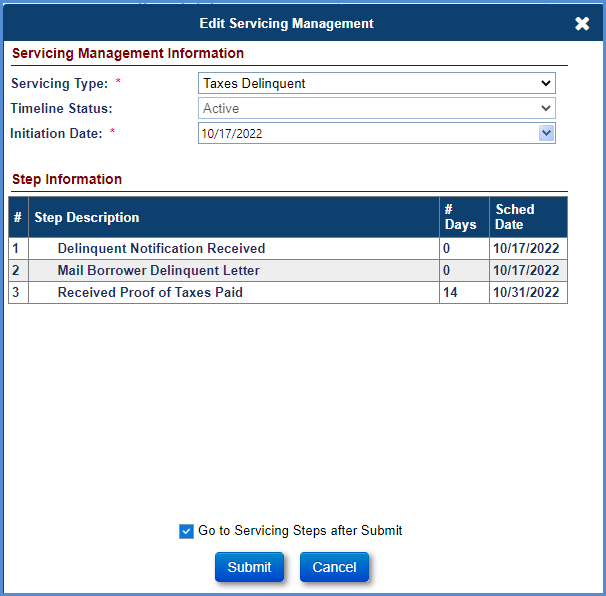 Edit Servicing Management
Servicing Management Information
Servicing Type: * Taxes Delinquent
Timeline Status: Active
Initiation Date: * 10/17/2022
Step Information
# Step Description # Days Sched Date
1 Delinquent Notification Received 0 10/17/2022
2 Mail Borrower Delinquent Letter 0 10/17/2022
3 Received Proof of Taxes Paid 14 10/31/2022
Go to Servicing Steps after Submit
Submit Cancel